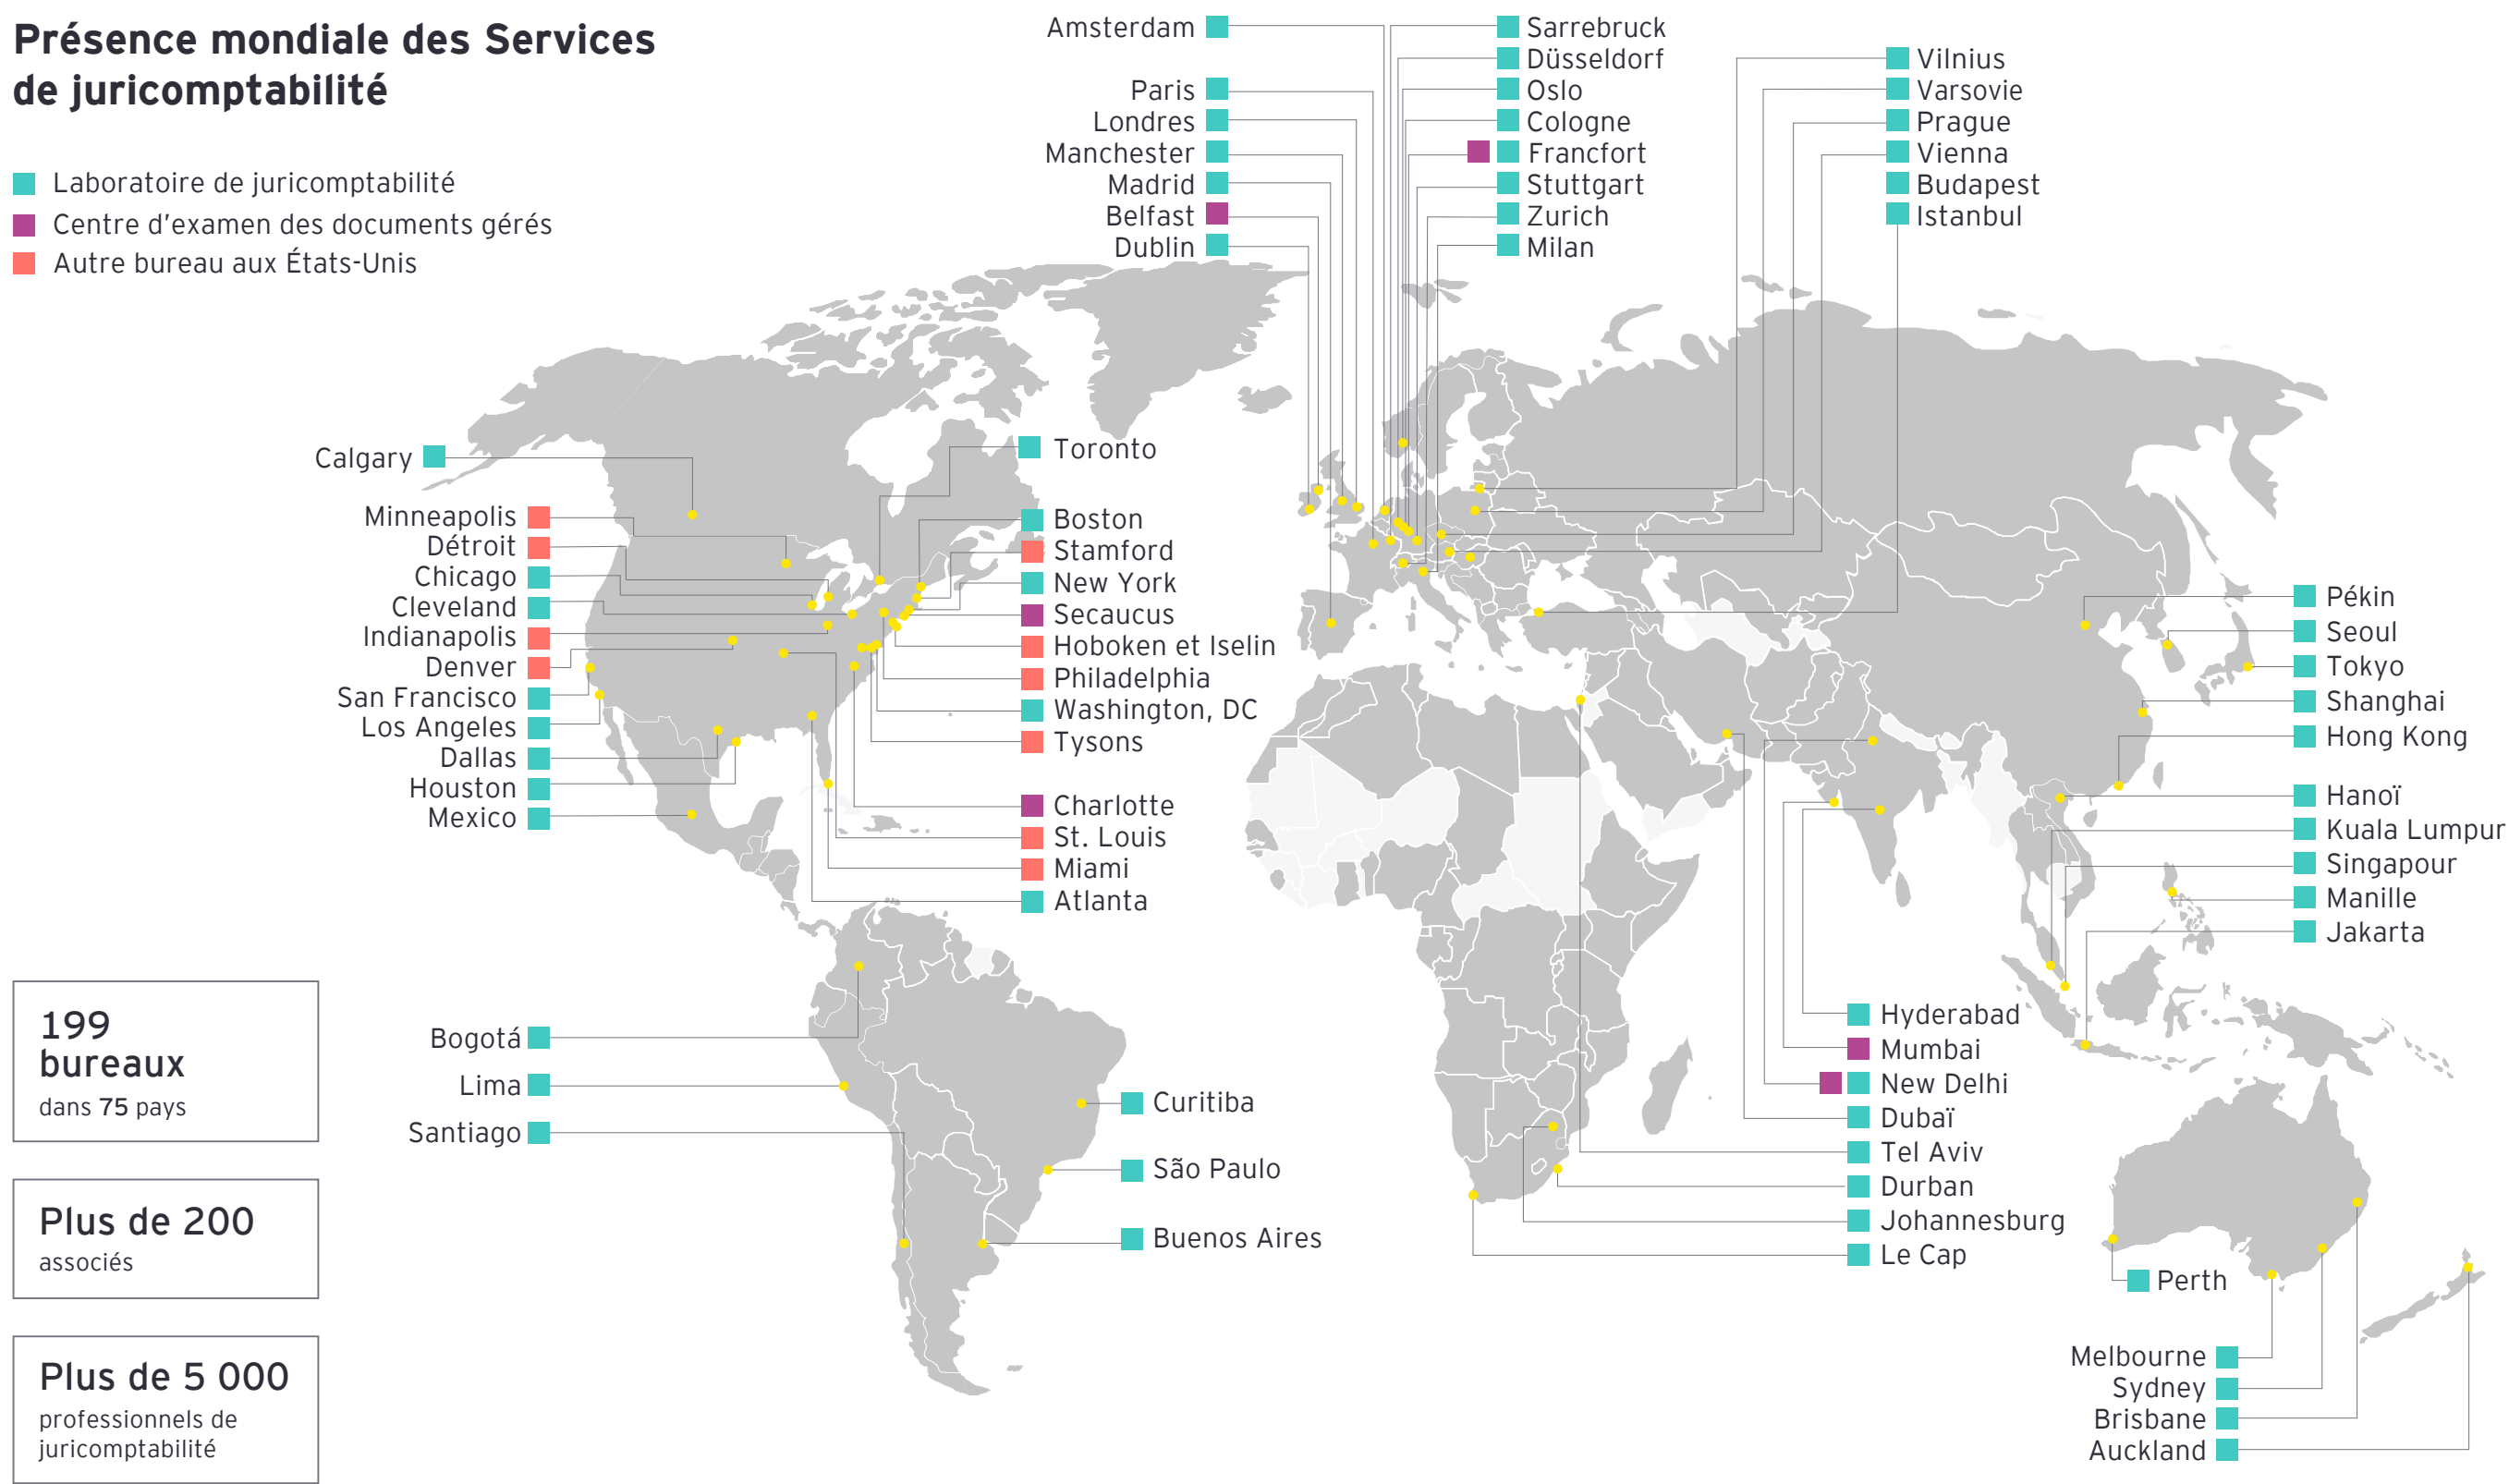 Présence mondiale des Services
de juricomptabilité
Laboratoire de juricomptabilité
Centre d'examen des documents gérés
Autre bureau aux États-Unis
Amsterdam
Paris
Londres
Manchester
Madrid
Belfast
Dublin
Sarrebruck
Düsseldorf
Oslo
Cologne
Francfort
Stuttgart
Zurich
Milan
Vilnius
Varsovie
Prague
Vienna
Budapest
Istanbul
Calgary
Minneapolis
Détroit
Chicago
Cleveland
Indianapolis
Denver
San Francisco
Los Angeles
Dallas
Houston
Mexico
Toronto
Boston
Stamford
New York
Secaucus
Hoboken et Iselin
Philadelphia
Washington, DC
Tysons
Charlotte
St. Louis
Miami
Atlanta
Pékin
Seoul
Tokyo
Shanghai
Hong Kong
Hanoï
Kuala Lumpur
Singapour
Manille
Jakarta
199
bureaux
dans 75 pays
Plus de 200
associés
Plus de 5 000
professionnels de
juricomptabilité
Bogotá
Lima
Santiago
Curitiba
São Paulo
Buenos Aires
Hyderabad
Mumbai
New Delhi
Dubaï
Tel Aviv
Durban
Johannesburg
Le Cap
Perth
Melbourne
Sydney
Brisbane
Auckland